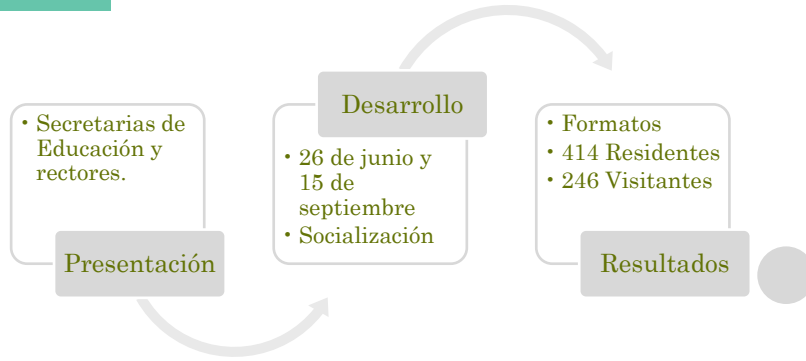 • Secretarias de
Educación y
rectores.
Presentación
Desarrollo
• 26 de junio y
15 de
septiembre
• Socialización
• Formatos
• 414 Residentes
• 246 Visitantes
Resultados